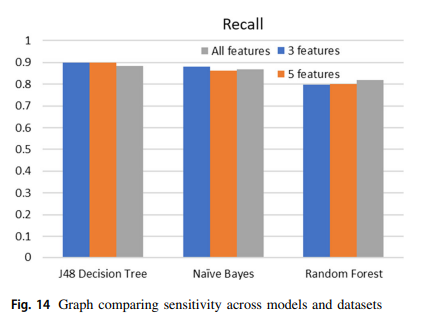 Recall
All features 3 features
5 features
1
0.9
0.8
0.7
0.6
0.5
0.4
0.3
0.2
0.1
0
J48 Decision Tree Naïve Bayes Random Forest
Fig. 14 Graph comparing sensitivity across models and datasets